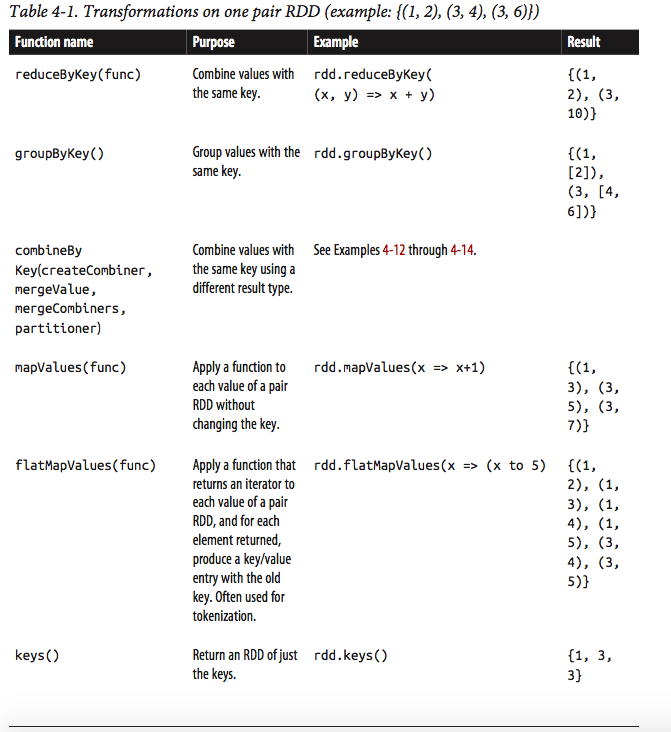 Table 4-1. Transformations on one pair RDD (example: {(1, 2), (3, 4), (3, 6)})
Function name Purpose Example Result
reduceByKey(func) Combine values with rdd.reduceByKey( {(1,
the same key. (x, y) => x + y) 2), (3,
10)}
groupByKey() Group values with the rdd.groupByKey() {(1,
same key. [2]),
(3, [4,
6])}
combineBy Combine values with See Examples 4-12 through 4-14.
Key(createCombiner, the same key using a
mergeValue, different result type.
mergeCombiners,
partitioner)
mapValues(func) Apply a function to rdd.mapValues(x => x+1) {(1,
each value of a pair 3), (3,
RDD without 5), (3,
changing the key. 7)}
flatMapValues(func) Apply a function that rdd.flatMapValues(x => (x to 5) {(1,
returns an iterator to 2), (1,
each value of a pair 3), (1,
RDD, and for each 4), (1,
element returned, 5), (3,
produce a key/value 4), (3,
entry with the old 5)}
key. Often used for
tokenization.
keys() Return an RDD of just rdd.keys() {1, 3,
the keys. 3}